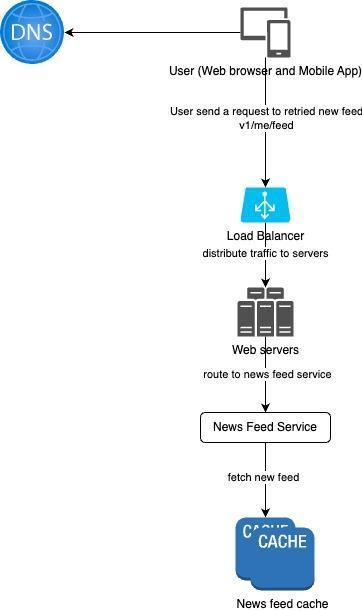 DNS
User (Web browser and Mobile App)
User send a request to retried new feed
v1/me/feed
Load Balancer
distribute traffic to servers
Web servers
route to news feed service
News Feed Service
fetch new feed
CACHE
CACHE
News feed cache